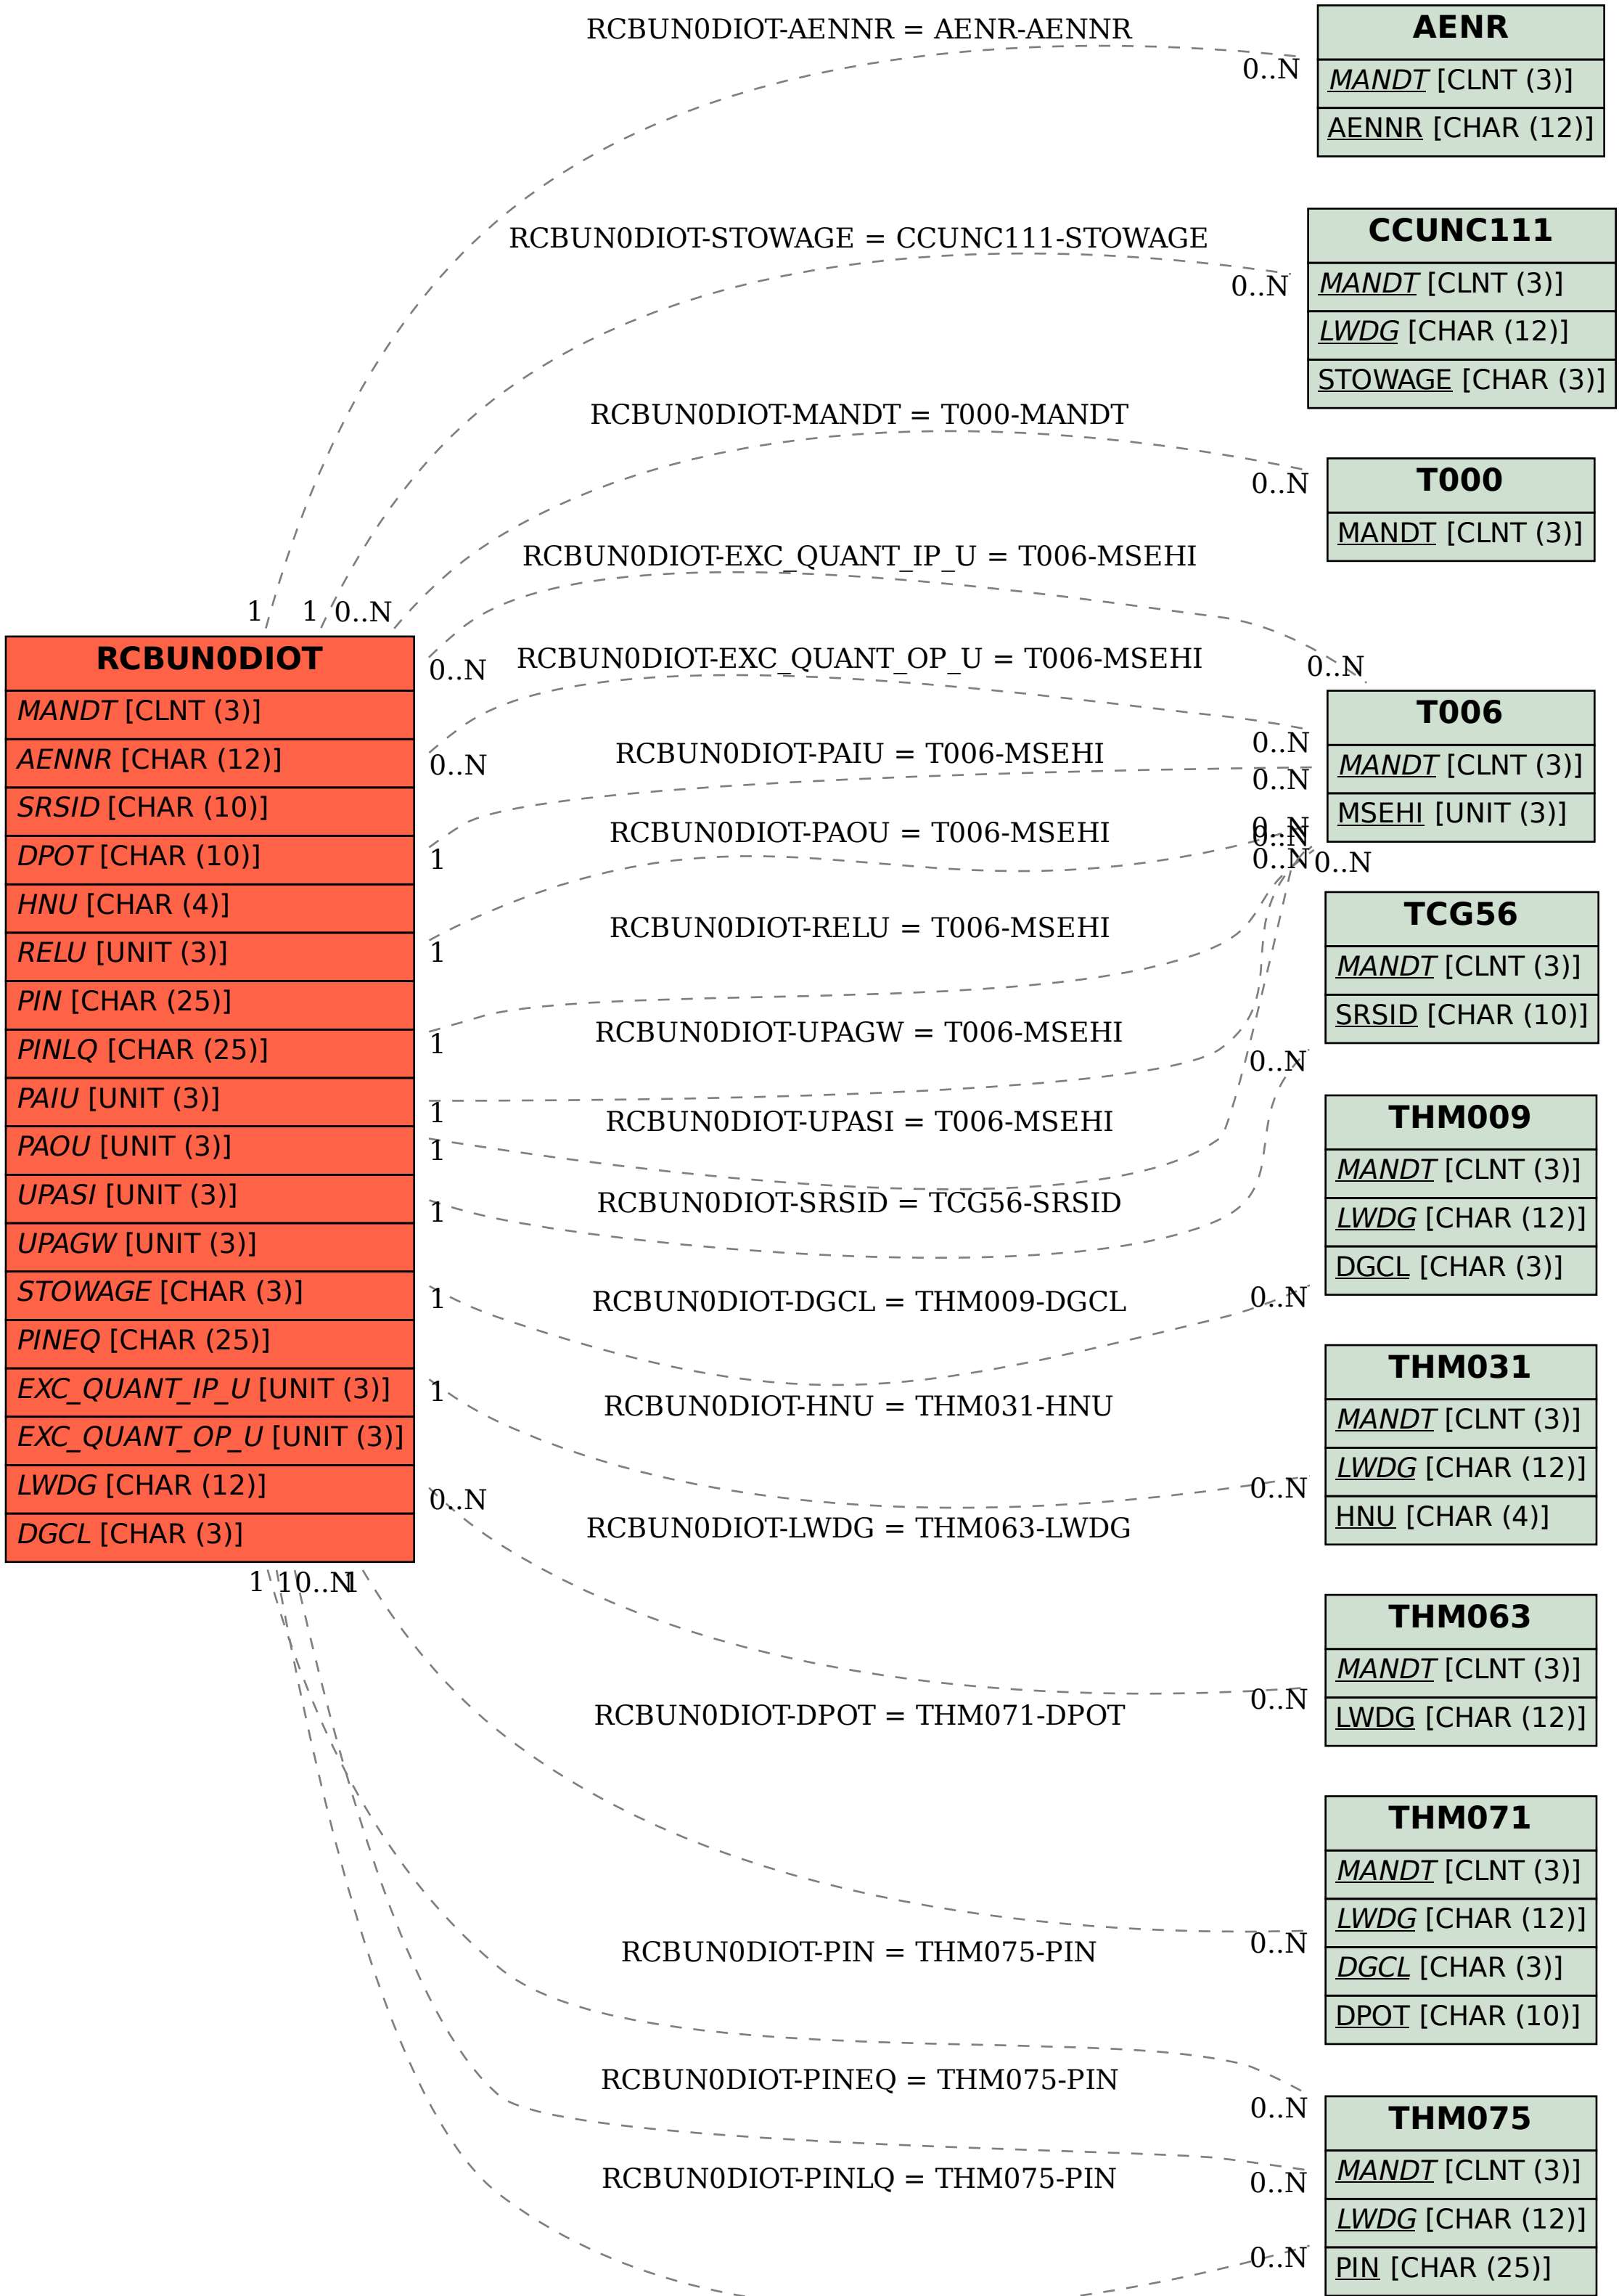 RCBUN0DIOT-AENNR = AENR-AENNR
0..N
AENR
MANDT [CLNT (3)]
AENNR [CHAR (12)]
RCBUN0DIOT-STOWAGE = CCUNC111-STOWAGE
0..N
CCUNC111
MANDT [CLNT (3)]
LWDG [CHAR (12)]
STOWAGE [CHAR (3)]
RCBUN0DIOT-MANDT = T000-MANDT
0..N
T000
MANDT [CLNT (3)]
RCBUN0DIOT-EXC_QUANT_IP_U = T006-MSEHI
0..N
1
1
0..N
RCBUN0DIOT
MANDT [CLNT (3)]
AENNR [CHAR (12)]
SRSID [CHAR (10)]
DPOT [CHAR (10)]
HNU [CHAR (4)]
RELU [UNIT (3)]
PIN [CHAR (25)]
PINLQ [CHAR (25)]
PAIU [UNIT (3)]
PAOU [UNIT (3)]
UPASI [UNIT (3)]
UPAGW [UNIT (3)]
STOWAGE [CHAR (3)]
PINEQ [CHAR (25)]
EXC_QUANT_IP_U [UNIT (3)]
EXC_QUANT_OP_U [UNIT (3)]
LWDG [CHAR (12)]
DGCL [CHAR (3)]
0..N
RCBUN0DIOT-EXC_QUANT_OP_U = T006-MSEHI
0..N
0..N
RCBUN0DIOT-PAIU = T006-MSEHI
0..N
1
RCBUN0DIOT-PAOU = T006-MSEHI
0..N
1
0..N
RCBUN0DIOT-RELU = T006-MSEHI
0..N
1
0..N
T006
MANDT [CLNT (3)]
MSEHI [UNIT (3)]
RCBUN0DIOT-UPAGW = T006-MSEHI
1
RCBUN0DIOT-UPASI = T006-MSEHI
1
TCG56
MANDT [CLNT (3)]
SRSID [CHAR (10)]
0..N
RCBUN0DIOT-SRSID = TCG56-SRSID
1
THM009
MANDT [CLNT (3)]
LWDG [CHAR (12)]
DGCL [CHAR (3)]
RCBUN0DIOT-DGCL = THM009-DGCL
1
0..N
THM031
MANDT [CLNT (3)]
LWDG [CHAR (12)]
HNU [CHAR (4)]
RCBUN0DIOT-HNU = THM031-HNU
1
0..N
RCBUN0DIOT-LWDG = THM063-LWDG
0..N
1
1
0..N
1
THM063
MANDT [CLNT (3)]
LWDG [CHAR (12)]
0..N
RCBUN0DIOT-DPOT = THM071-DPOT
THM071
MANDT [CLNT (3)]
LWDG [CHAR (12)]
DGCL [CHAR (3)]
DPOT [CHAR (10)]
0..N
RCBUN0DIOT-PIN = THM075-PIN
0..N
RCBUN0DIOT-PINEQ = THM075-PIN
0..N
RCBUN0DIOT-PINLQ = THM075-PIN
0..N
THM075
MANDT [CLNT (3)]
LWDG [CHAR (12)]
PIN [CHAR (25)]